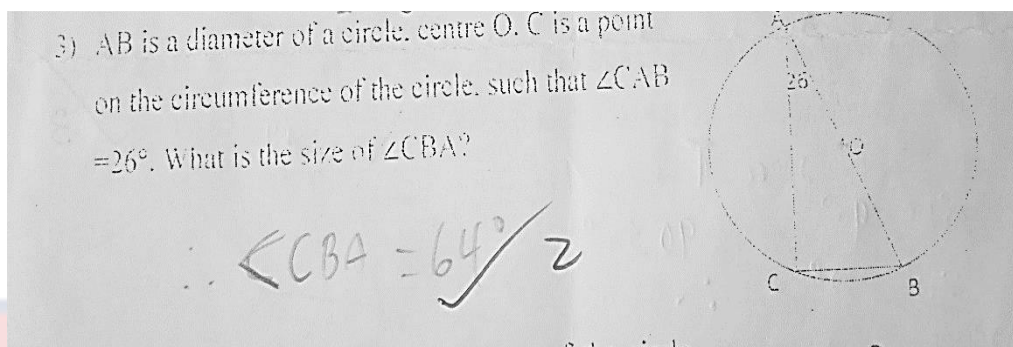 3) AB is a diameter of a circle. centre O. C is a point
on the circumference of the circle. such that ∠CAB
=26°. What is the size of ∠CBA?
∴ <CBA = 64° 2
A
26
O
C
B